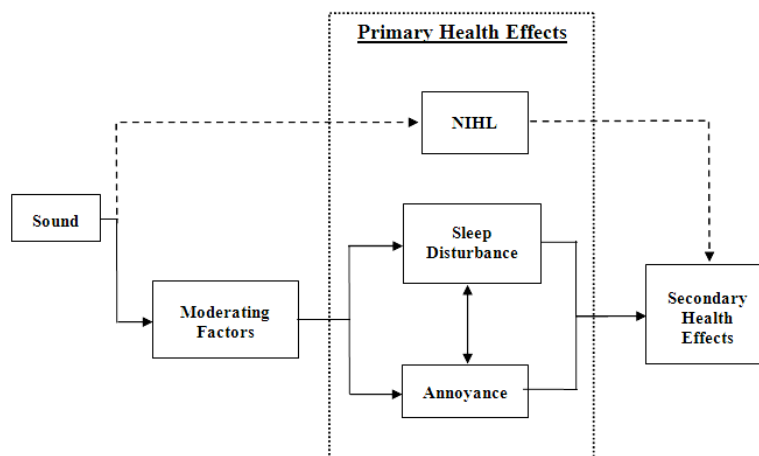 Primary Health Effects
NIHL
Sound
Sleep
Disturbance
Moderating
Factors
Secondary
Health
Effects
Annoyance